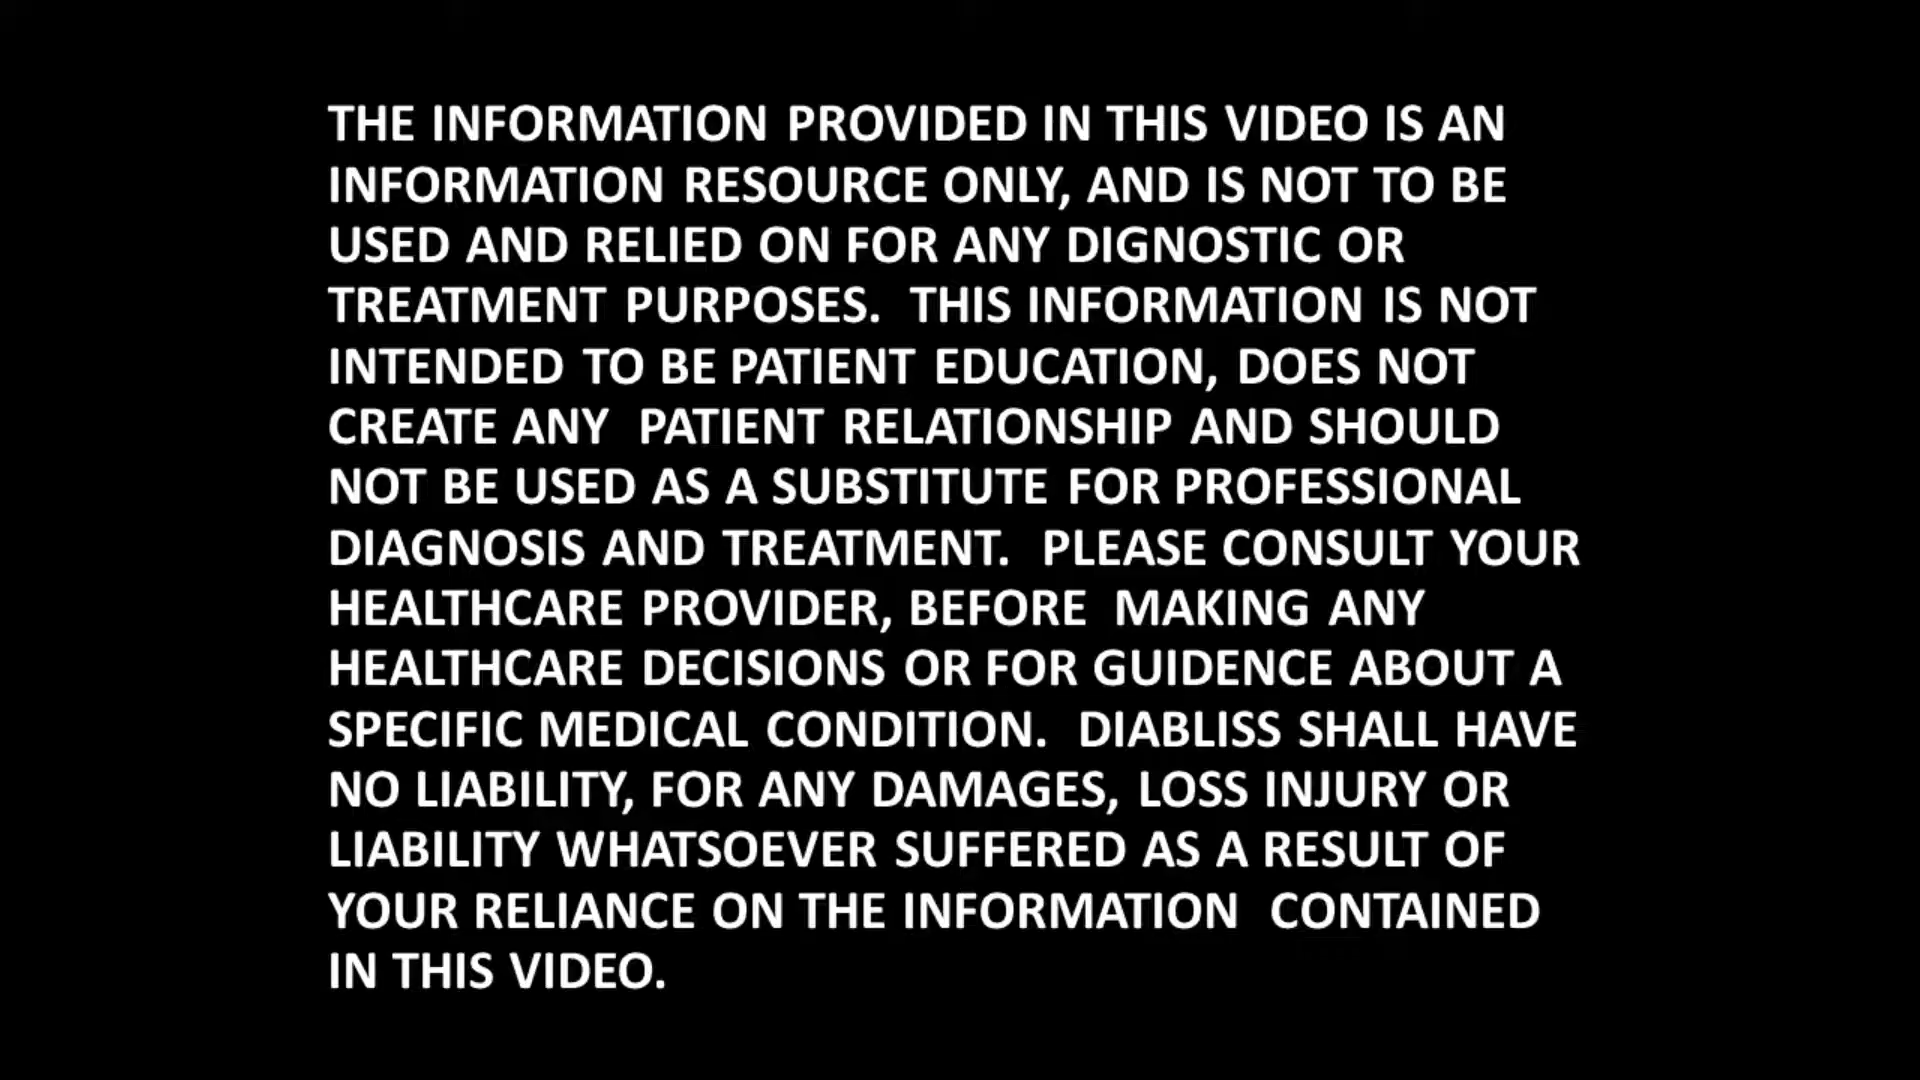 THE INFORMATION PROVIDED IN THIS VIDEO IS AN
INFORMATION RESOURCE ONLY, AND IS NOT TO BE
USED AND RELIED ON FOR ANY DIGNOSTIC OR
TREATMENT PURPOSES.  THIS INFORMATION IS NOT
INTENDED TO BE PATIENT EDUCATION, DOES NOT
CREATE ANY  PATIENT RELATIONSHIP AND SHOULD
NOT BE USED AS A SUBSTITUTE FOR PROFESSIONAL
DIAGNOSIS AND TREATMENT.  PLEASE CONSULT YOUR
HEALTHCARE PROVIDER, BEFORE  MAKING ANY
HEALTHCARE DECISIONS OR FOR GUIDENCE ABOUT A
SPECIFIC MEDICAL CONDITION.  DIABLISS SHALL HAVE
NO LIABILITY, FOR ANY DAMAGES, LOSS INJURY OR
LIABILITY WHATSOEVER SUFFERED AS A RESULT OF
YOUR RELIANCE ON THE INFORMATION  CONTAINED
IN THIS VIDEO.